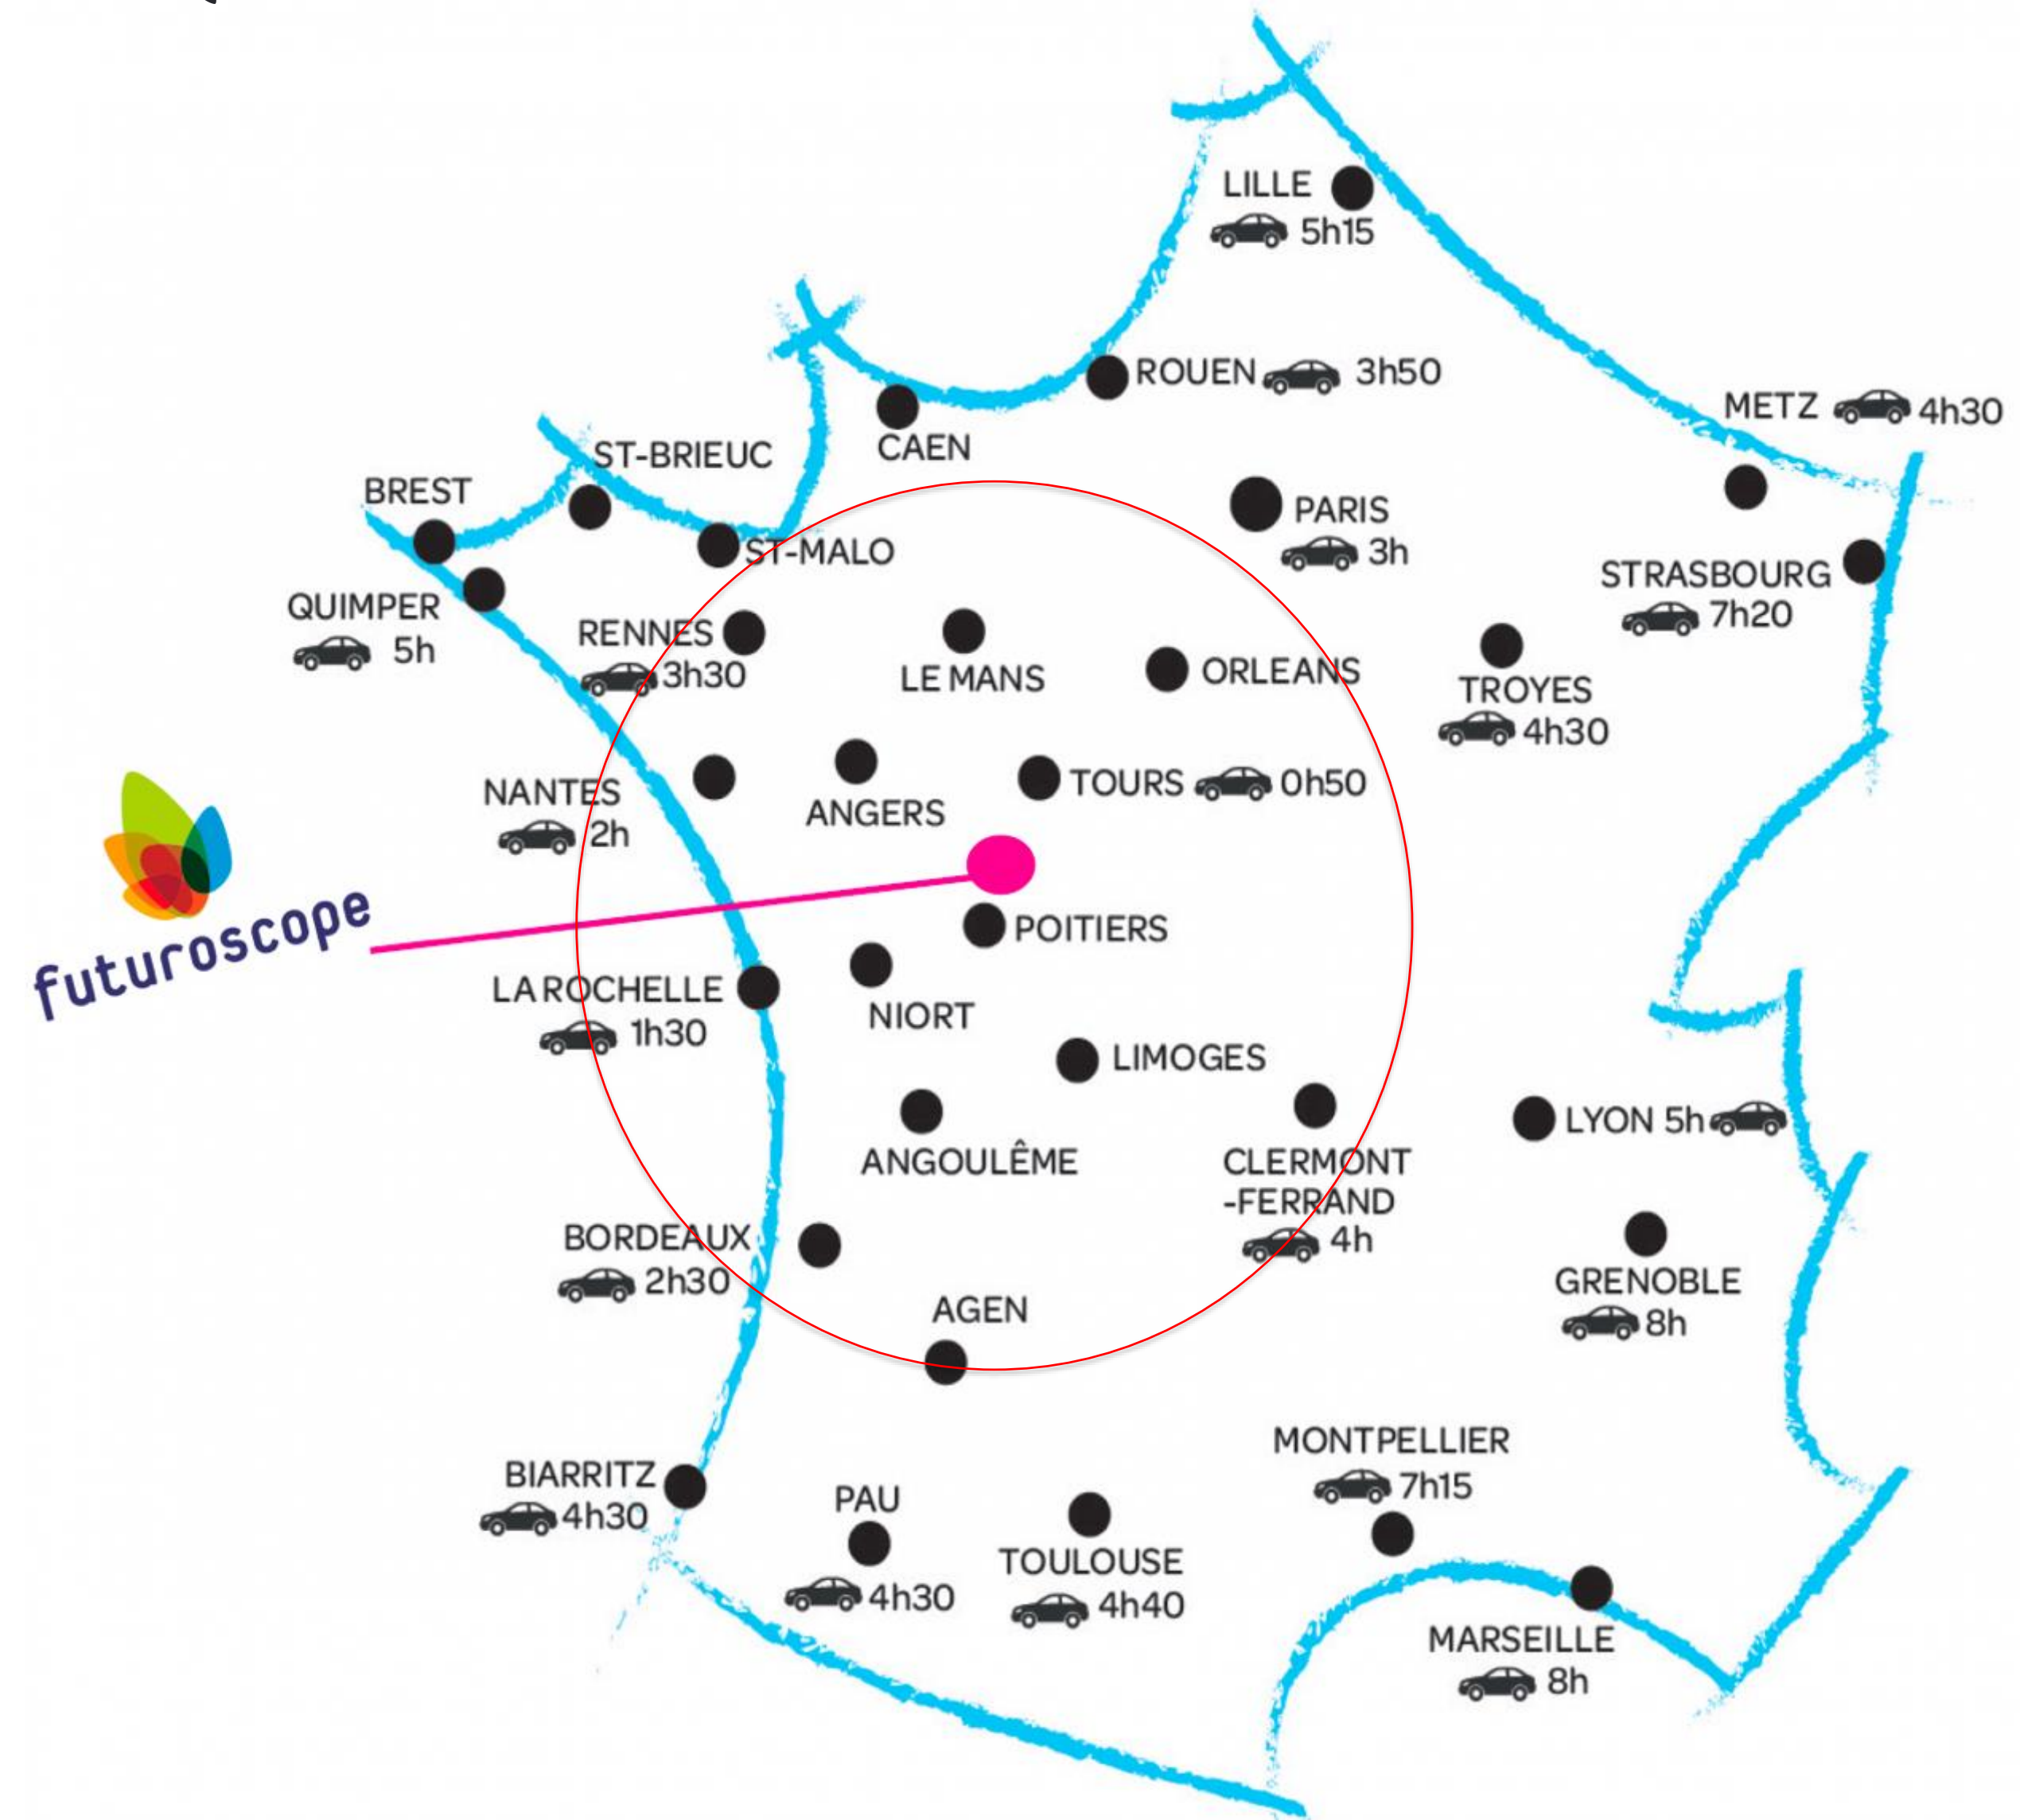 LILLE
5h15
ROUEN 3h50
METZ 4h30
CAEN
ST-BRIEUC
BREST
PARIS
3h
ST-MALO
STRASBOURG
7h20
QUIMPER
5h
RENNES
3h30
LE MANS
ORLEANS
TROYES
4h30
NANTES
2h
ANGERS
TOURS 0h50
futuroscope
POITIERS
LA ROCHELLE
1h30
NIORT
LIMOGES
ANGOULÊME
CLERMONT
-FERRAND
4h
LYON 5h
BORDEAUX
2h30
GRENOBLE
8h
AGEN
BIARRITZ
4h30
PAU
4h30
TOULOUSE
4h40
MONTPELLIER
7h15
MARSEILLE
8h